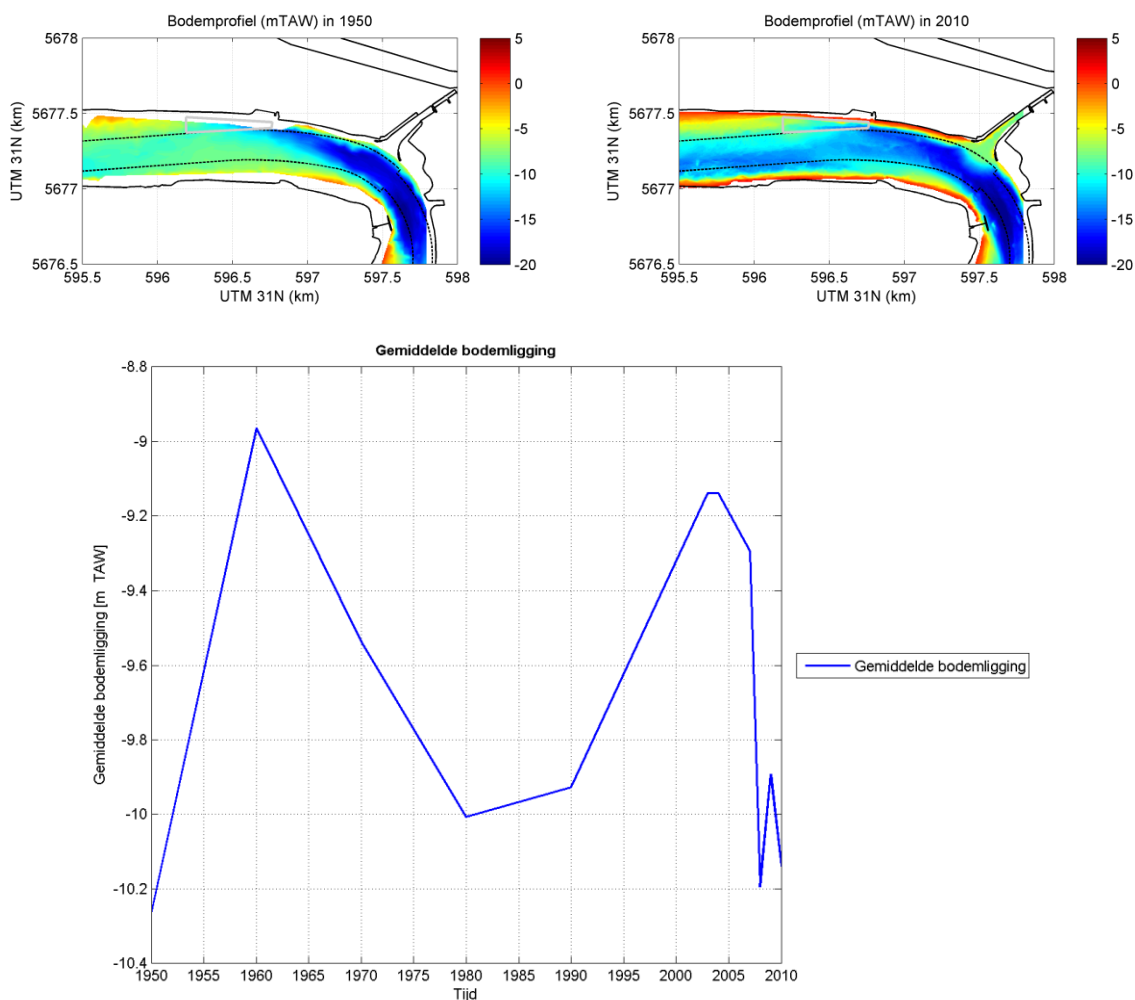 Bodemprofiel (mTAW) in 1950
5678
5677.5
5677
5676.5
UTM 31N (km)
595.5 596 596.5 597 597.5 598
UTM 31N (km)
5
0
-5
-10
-15
-20
Bodemprofiel (mTAW) in 2010
5678
5677.5
5677
5676.5
UTM 31N (km)
595.5 596 596.5 597 597.5 598
UTM 31N (km)
5
0
-5
-10
-15
-20
Gemiddelde bodemligging
-8.8
-9
-9.2
-9.4
-9.6
-9.8
-10
-10.2
-10.4
Gemiddelde bodemligging [m TAW]
1950 1955 1960 1965 1970 1975 1980 1985 1990 1995 2000 2005 2010
Tijd
Gemiddelde bodemligging